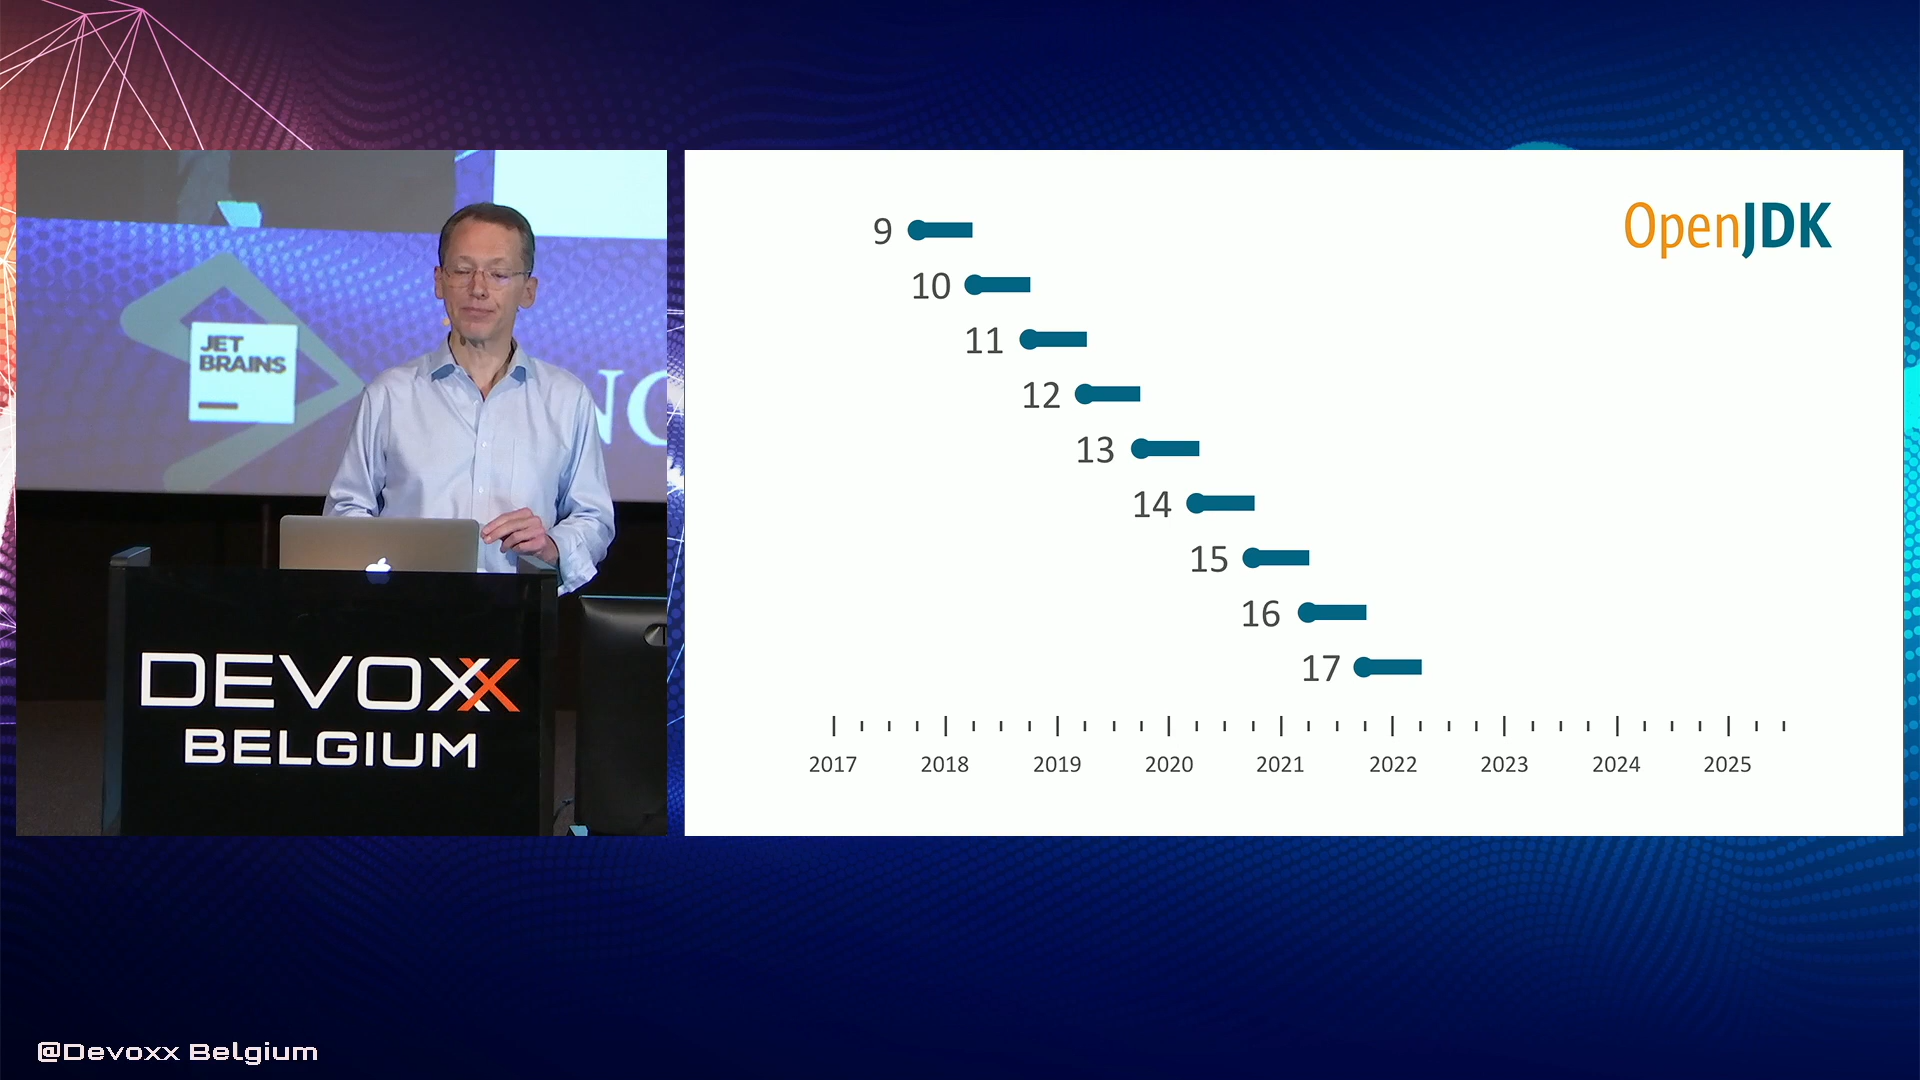 JET
BRAINS
NO
DEVOXX
BELGIUM
OpenJDK
9
10
11
12
13
14
15
16
17
2017 2018 2019 2020 2021 2022 2023 2024 2025
@Devoxx Belgium